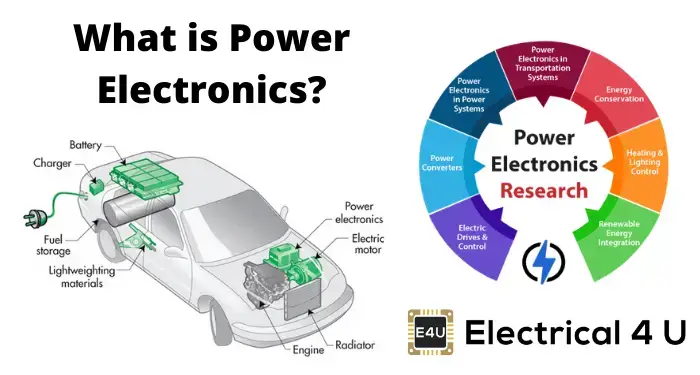 What is Power
Electronics?
Battery
Charger
Fuel
storage
Lightweighting
materials
Power
electronics
Electric
motor
Engine
Radiator
Electric
Drives &
Control
Power
Converters
Power
Electronics
in Power
Systems
Power
Electronics in
Transportation
Systems
Energy
Conservation
Heating &
Lighting
Control
Renewable
Energy
Integration
Power
Electronics
Research
E4U
Electrical 4 U